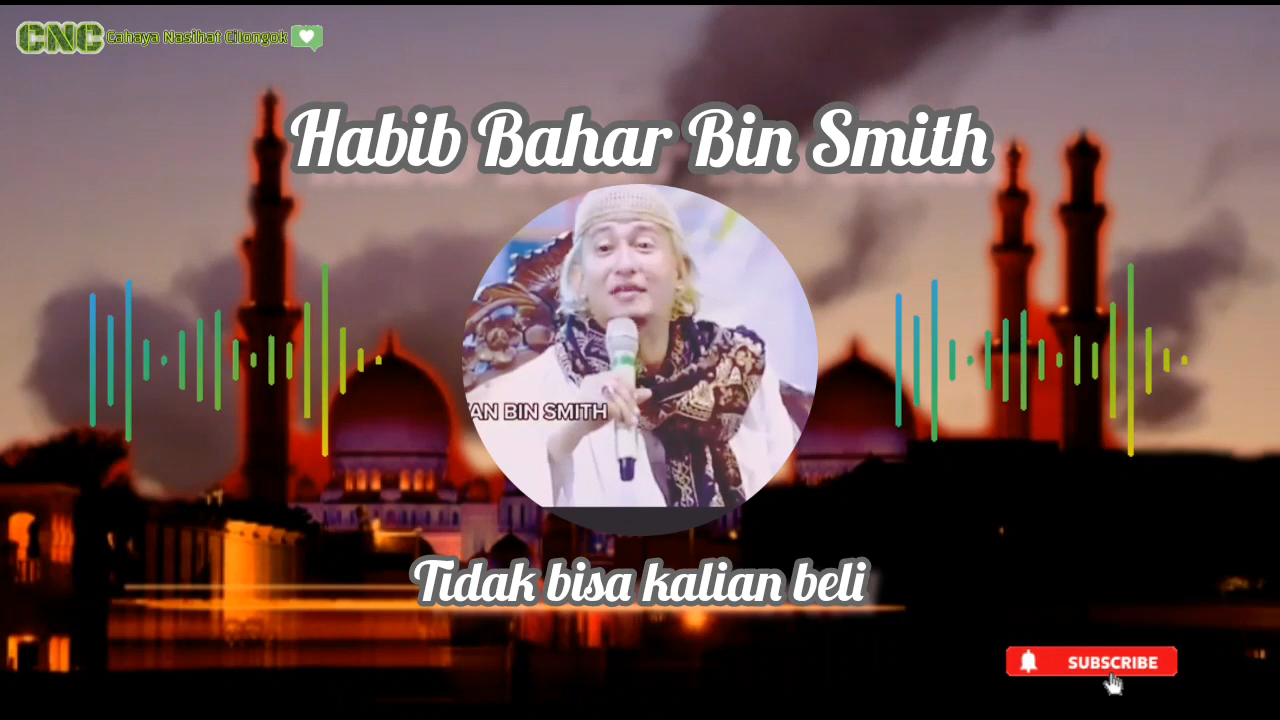 CNC Cahaya Nasihat Cilongok
Habib Bahar Bin Smith
AN BIN SMITH
Tidak bisa kalian beli
SUBSCRIBE